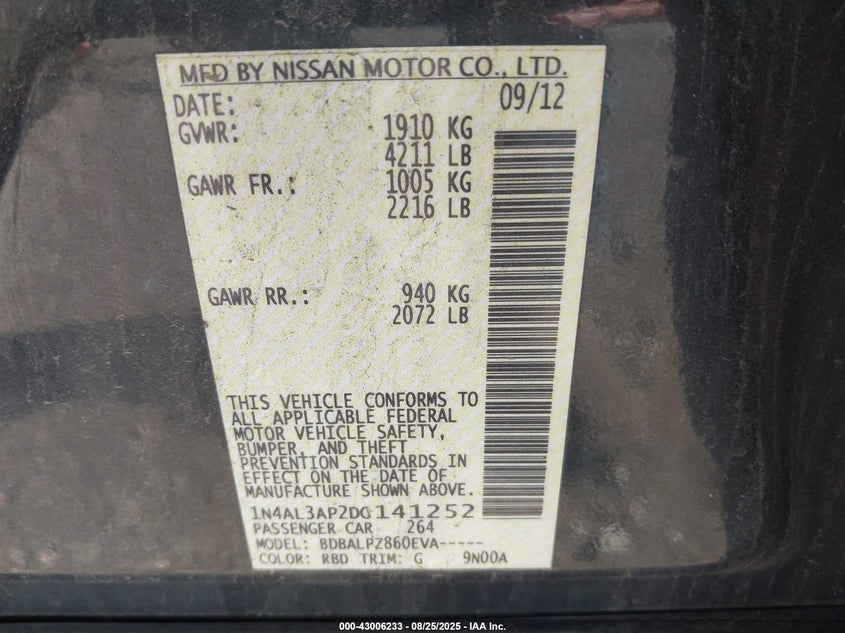 MFD BY NISSAN MOTOR CO., LTD.
DATE: 09/12
GVWR: 1910 KG
4211 LB
GAWR FR.: 1005 KG
2216 LB
GAWR RR.: 940 KG
2072 LB
THIS VEHICLE CONFORMS TO
ALL APPLICABLE FEDERAL
MOTOR VEHICLE SAFETY,
BUMPER, AND THEFT
PREVENTION STANDARDS IN
EFFECT ON THE DATE OF
MANUFACTURE SHOWN ABOVE.
1N4AL3AP2DC141252
PASSENGER CAR 264
MODEL: BDBALPZ860EVA-----
COLOR: RBD TRIM: G 9N00A
000-43006233 - 08/25/2025 - IAA Inc.